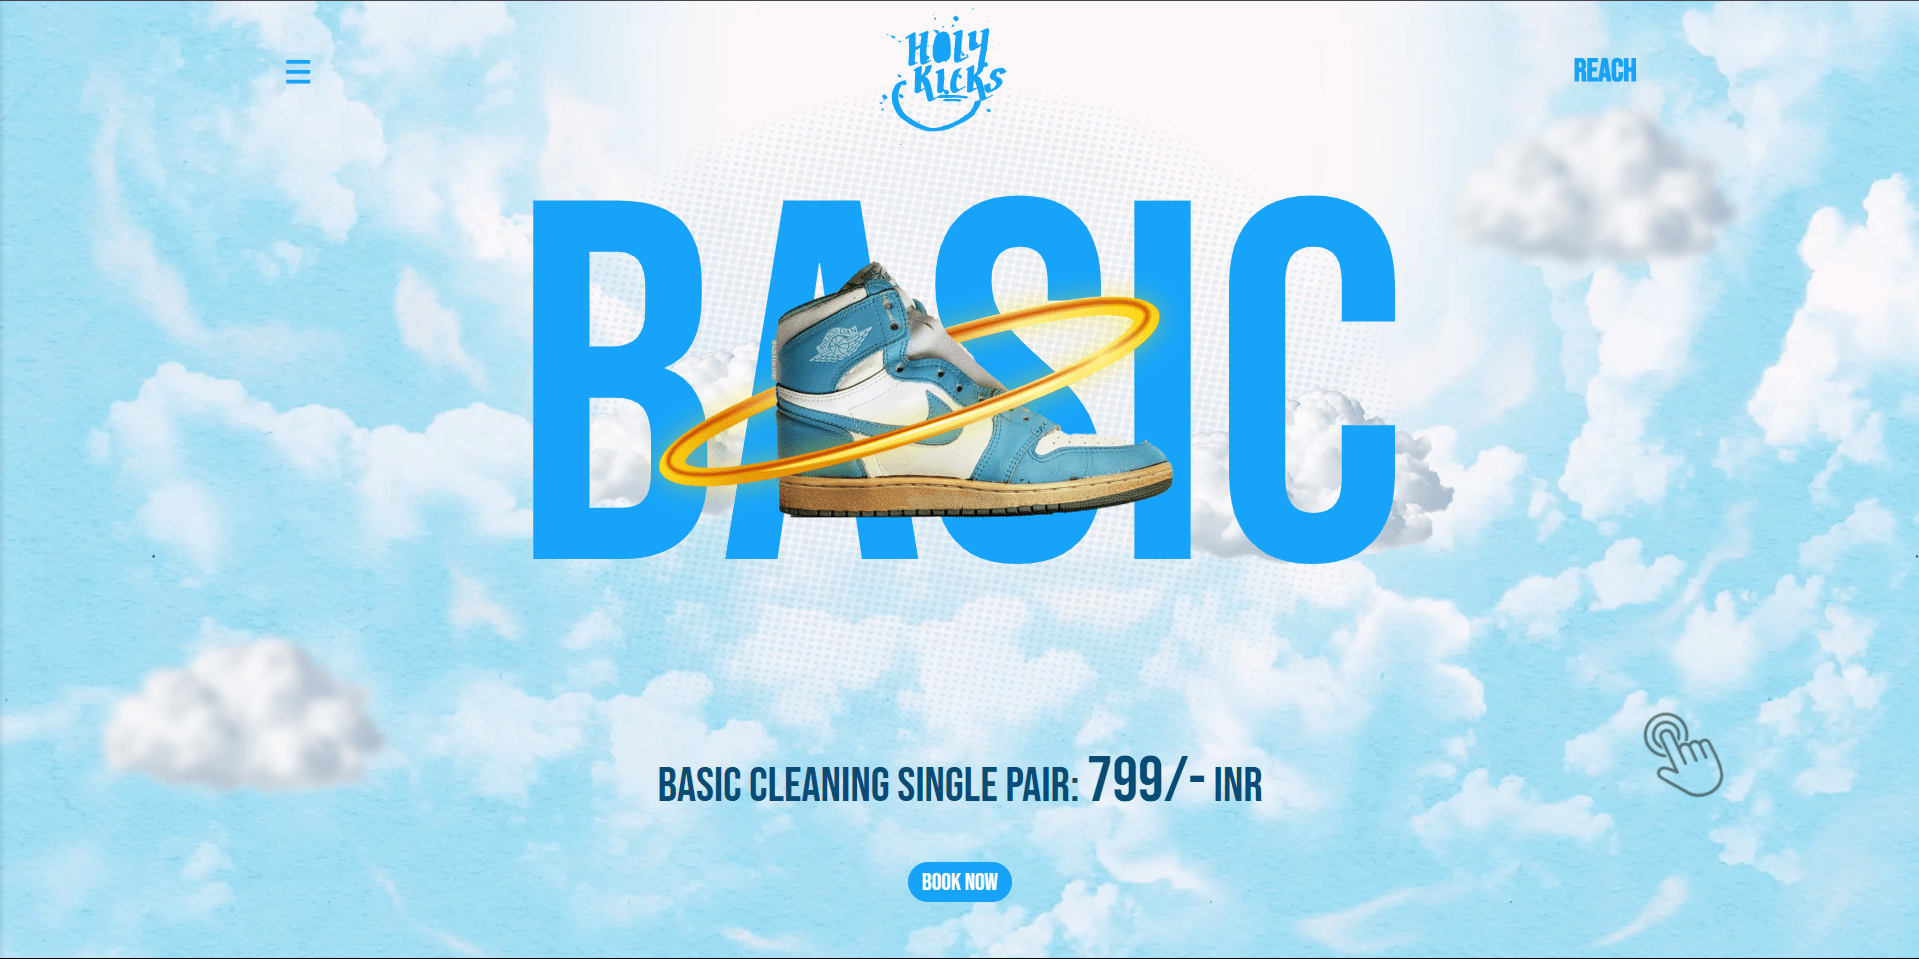 HOLY
KICKS
REACH
BASIC
BASIC CLEANING SINGLE PAIR: 799/- INR
BOOK NOW